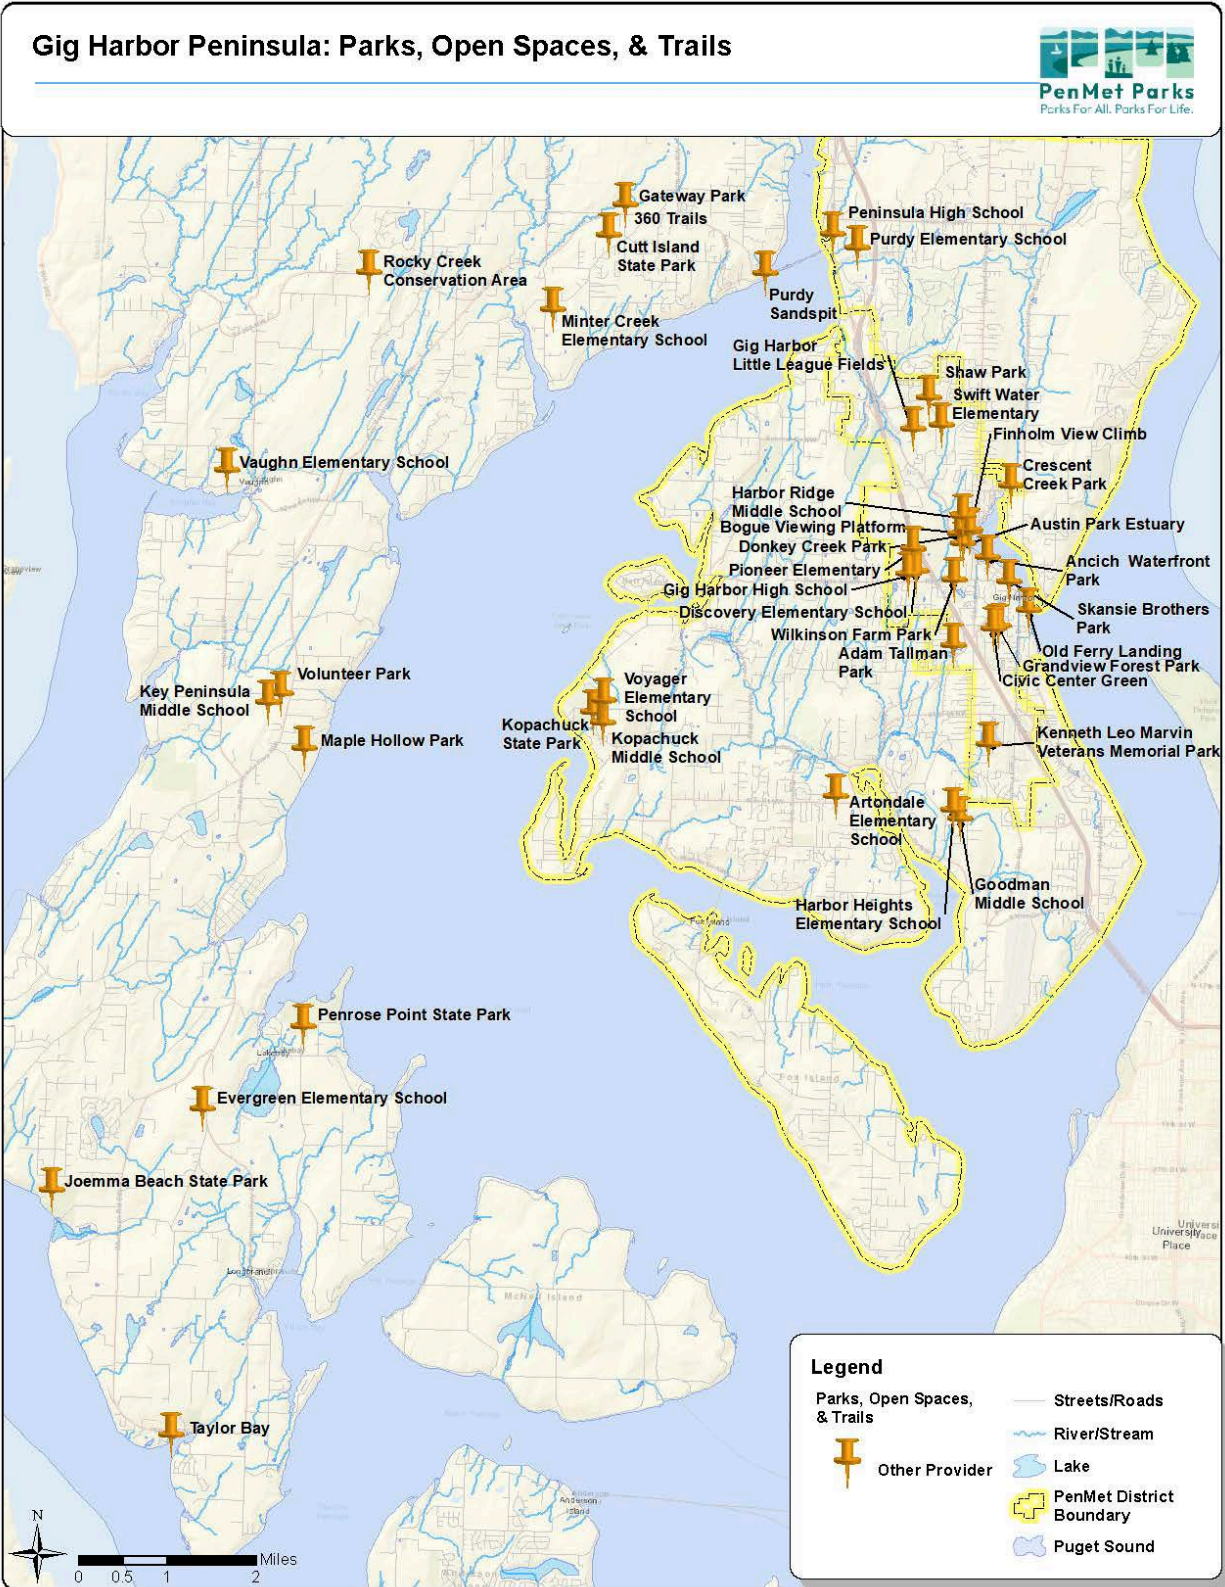 Gig Harbor Peninsula: Parks, Open Spaces, & Trails
PenMet Parks
Parks For All. Parks For Life.
Gateway Park
360 Trails
Cutt Island
State Park
Peninsula High School
Purdy Elementary School
Rocky Creek
Conservation Area
Purdy
Sandspit
Minter Creek
Elementary School
Gig Harbor
Little League Fields
Shaw Park
Swift Water
Elementary
Finholm View Climb
Vaughn Elementary School
Crescent
Creek Park
Harbor Ridge
Middle School
Bogue Viewing Platform
Austin Park Estuary
Donkey Creek Park
Ancich Waterfront
Park
Pioneer Elementary
Gig Harbor High School
Discovery Elementary School
Skansie Brothers
Park
Wilkinson Farm Park
Adam Tallman
Park
Old Ferry Landing
Grandview Forest Park
Civic Center Green
Volunteer Park
Key Peninsula
Middle School
Maple Hollow Park
Voyager
Elementary
School
Kopachuck
State Park
Kopachuck
Middle School
Kenneth Leo Marvin
Veterans Memorial Park
Artondale
Elementary
School
Goodman
Middle School
Harbor Heights
Elementary School
Penrose Point State Park
Evergreen Elementary School
Fox Island
Joemma Beach State Park
University
Place
McNeil Island
Taylor Bay
Anderson
Island
N
0 0.5 1 2 Miles
Legend
Parks, Open Spaces,
& Trails
Other Provider
Streets/Roads
River/Stream
Lake
PenMet District
Boundary
Puget Sound